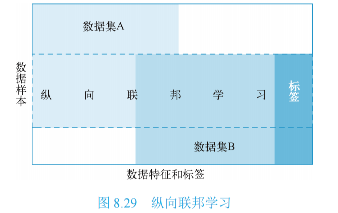 数据集A
数据样本
纵向联邦学习
标签
数据集B
数据特征和标签
图 8.29 纵向联邦学习